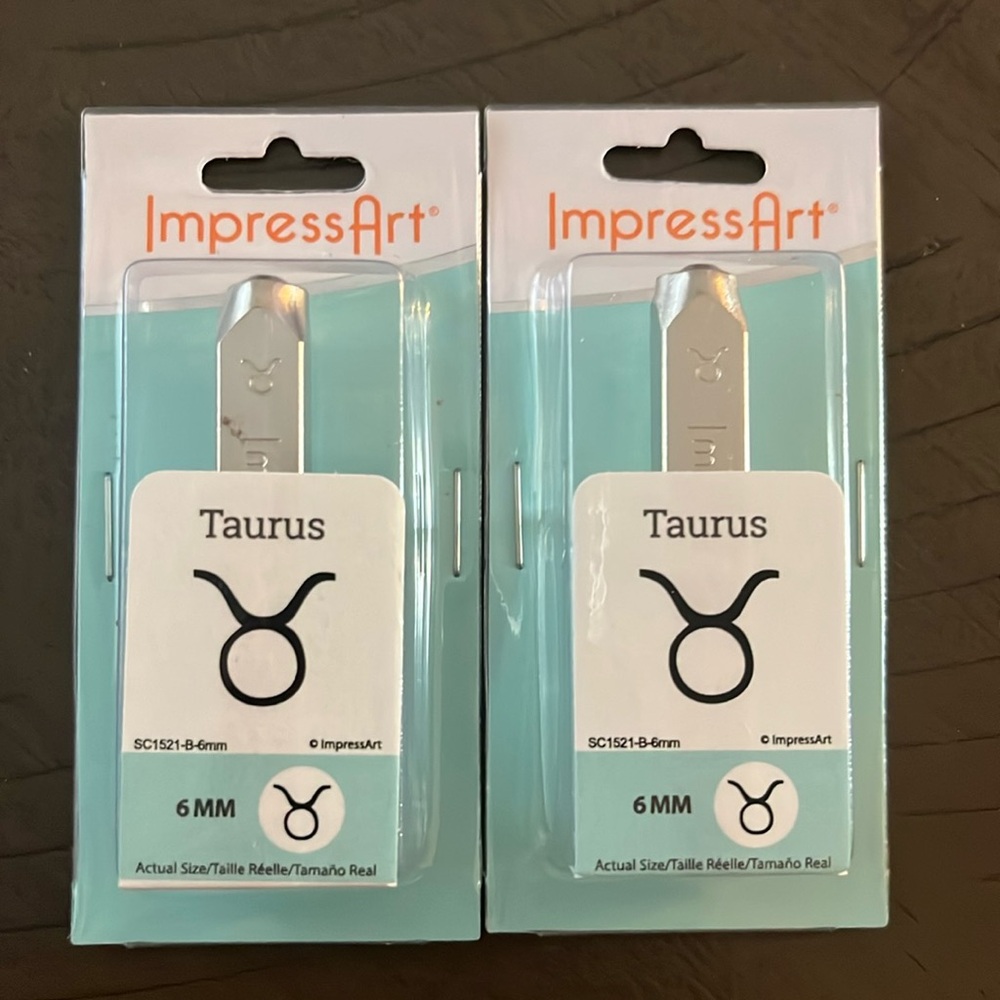 ImpressArt®
Taurus
SC1521-B-6mm © ImpressArt
6 MM
Actual Size/Taille Réelle/Tamaño Real
ImpressArt®
Taurus
SC1521-B-6mm © ImpressArt
6 MM
Actual Size/Taille Réelle/Tamaño Real